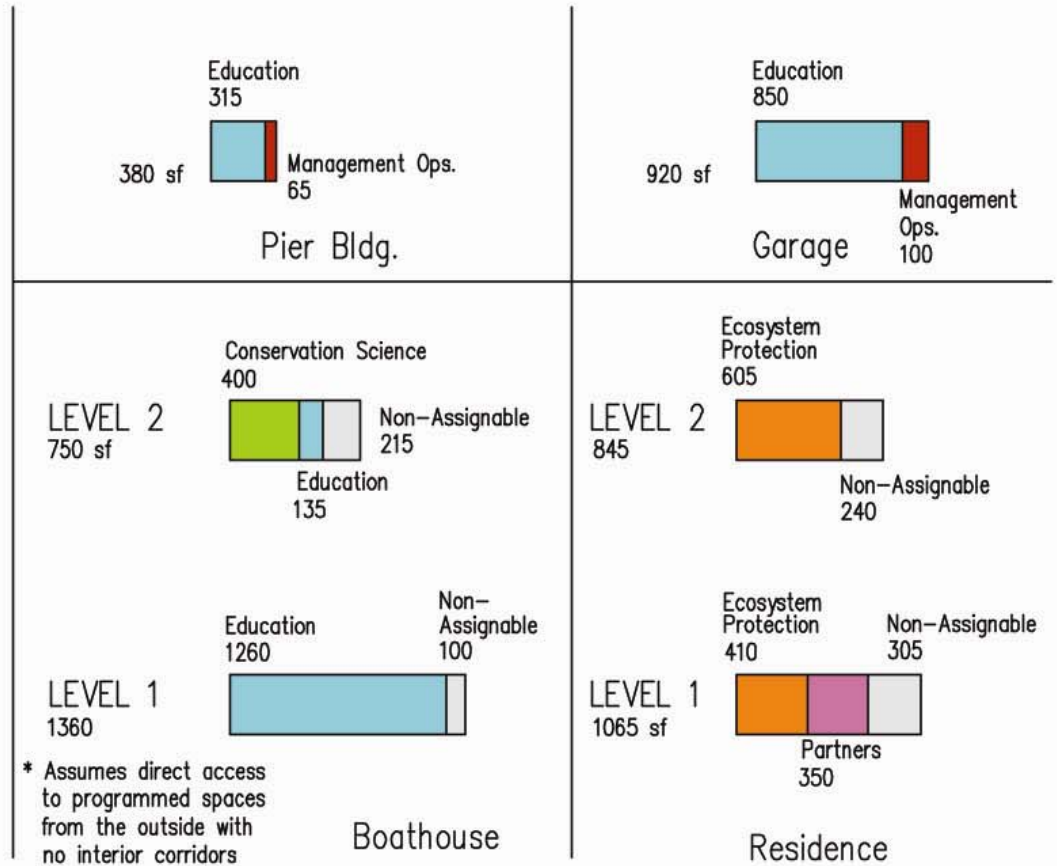 Education
315
380 sf
Management Ops.
65
Pier Bldg.
Education
850
920 sf
Management
Ops.
100
Garage
Conservation Science
400
LEVEL 2
750 sf
Non-Assignable
215
Education
135
Education
1260
Non-
Assignable
100
LEVEL 1
1360
* Assumes direct access
to programmed spaces
from the outside with
no interior corridors
Boathouse
Ecosystem
Protection
605
LEVEL 2
845
Non-Assignable
240
Ecosystem
Protection
410
Non-Assignable
305
LEVEL 1
1065 sf
Partners
350
Residence